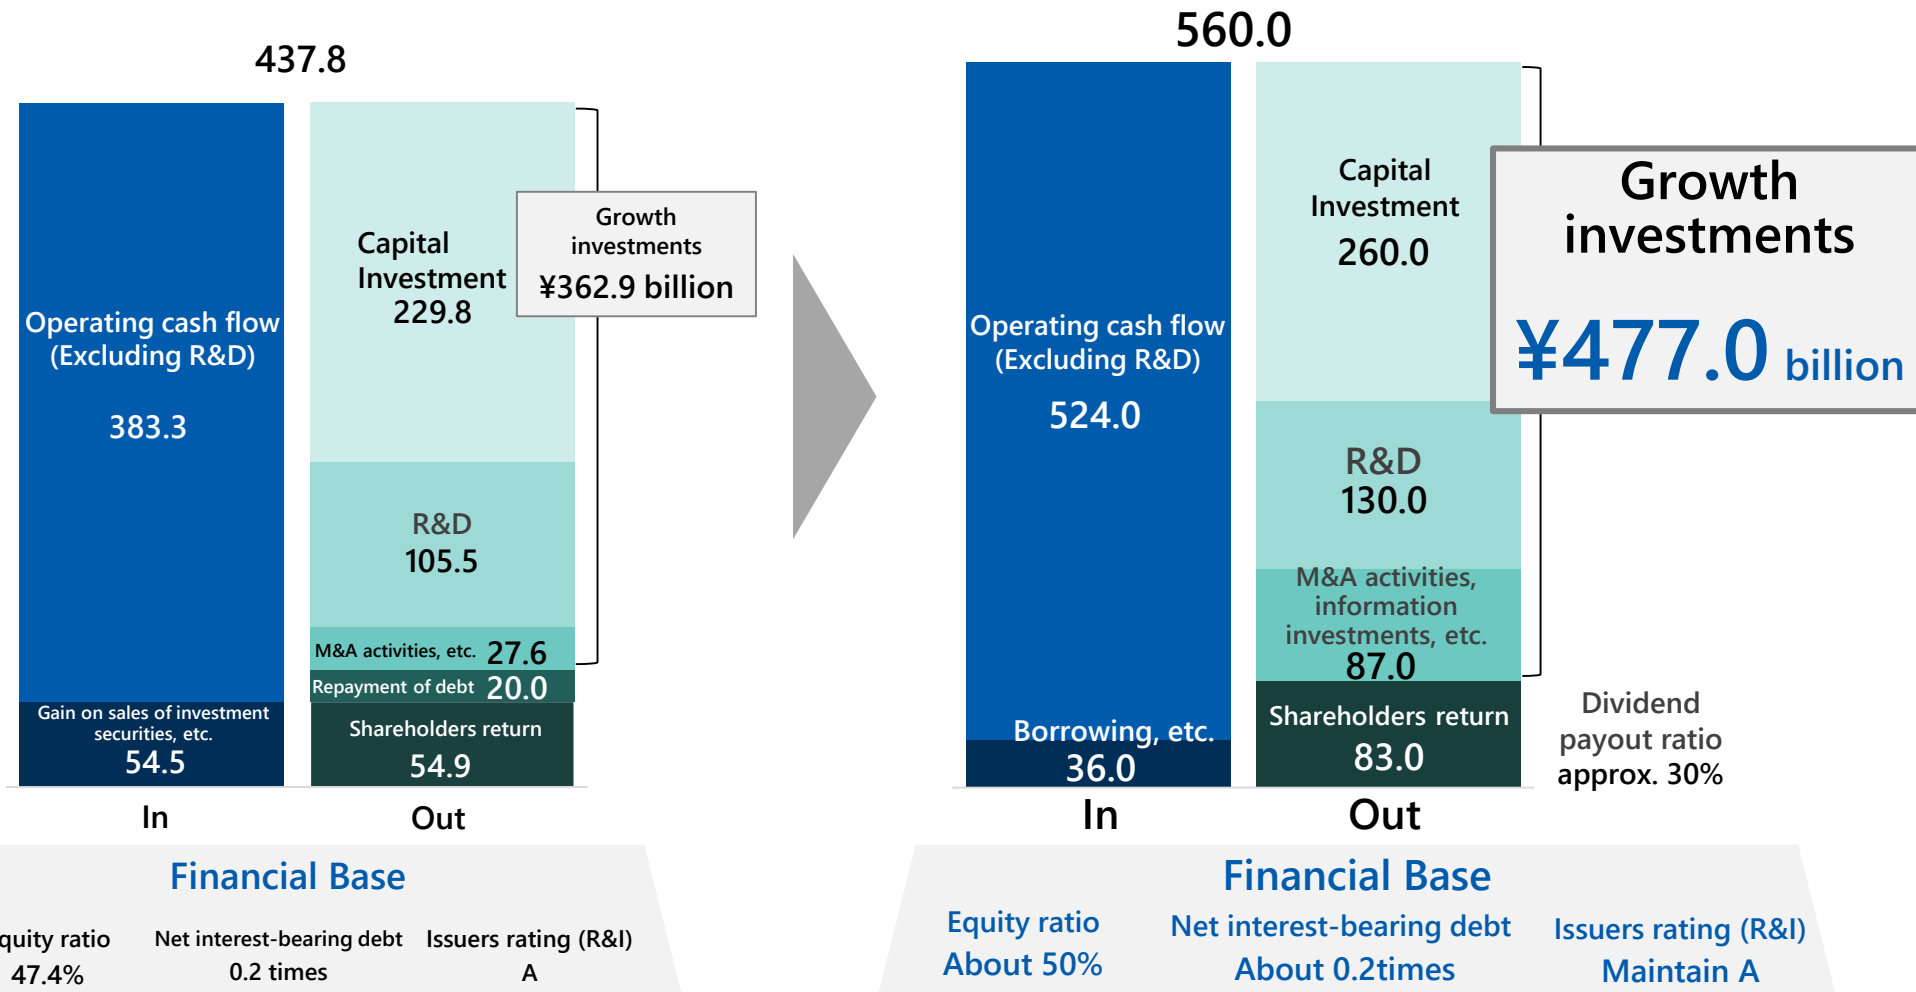 437.8
Operating cash flow
(Excluding R&D)
383.3
Gain on sales of investment
securities, etc.
54.5
Capital
Investment
229.8
Growth
investments
¥362.9 billion
R&D
105.5
M&A activities, etc. 27.6
Repayment of debt 20.0
Shareholders return
54.9
In
Out
Financial Base
quity ratio
47.4%
Net interest-bearing debt
0.2 times
Issuers rating (R&I)
A
560.0
Operating cash flow
(Excluding R&D)
524.0
Borrowing, etc.
36.0
Capital
Investment
260.0
Growth
investments
¥477.0 billion
R&D
130.0
M&A activities,
information
investments, etc.
87.0
Shareholders return
83.0
Dividend
payout ratio
approx. 30%
In
Out
Financial Base
Equity ratio
About 50%
Net interest-bearing debt
About 0.2times
Issuers rating (R&I)
Maintain A